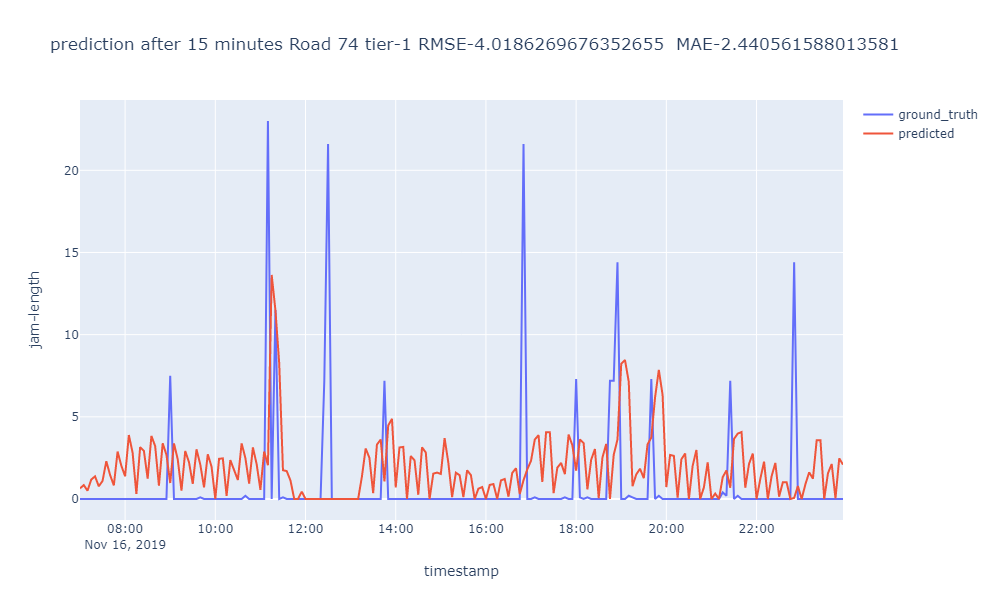 prediction after 15 minutes Road 74 tier-1 RMSE-4.0186269676352655  MAE-2.440561588013581
ground_truth
predicted
20
15
10
5
0
jam-length
08:00 10:00 12:00 14:00 16:00 18:00 20:00 22:00
Nov 16, 2019
timestamp